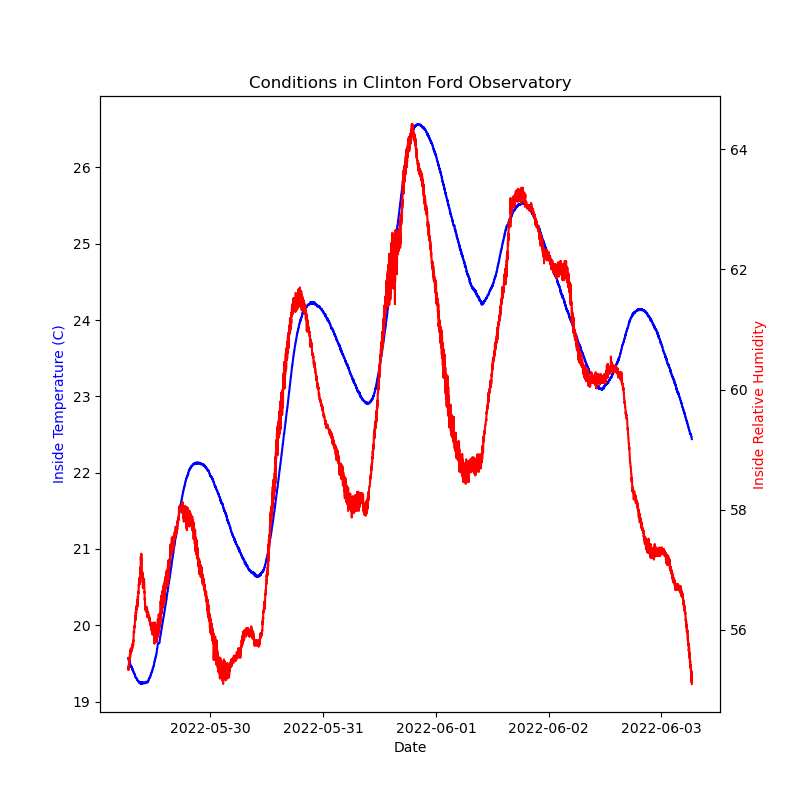 Conditions in Clinton Ford Observatory
26
25
24
23
22
21
20
19
Inside Temperature (C)
64
62
60
58
56
Inside Relative Humidity
2022-05-30 2022-05-31 2022-06-01 2022-06-02 2022-06-03
Date